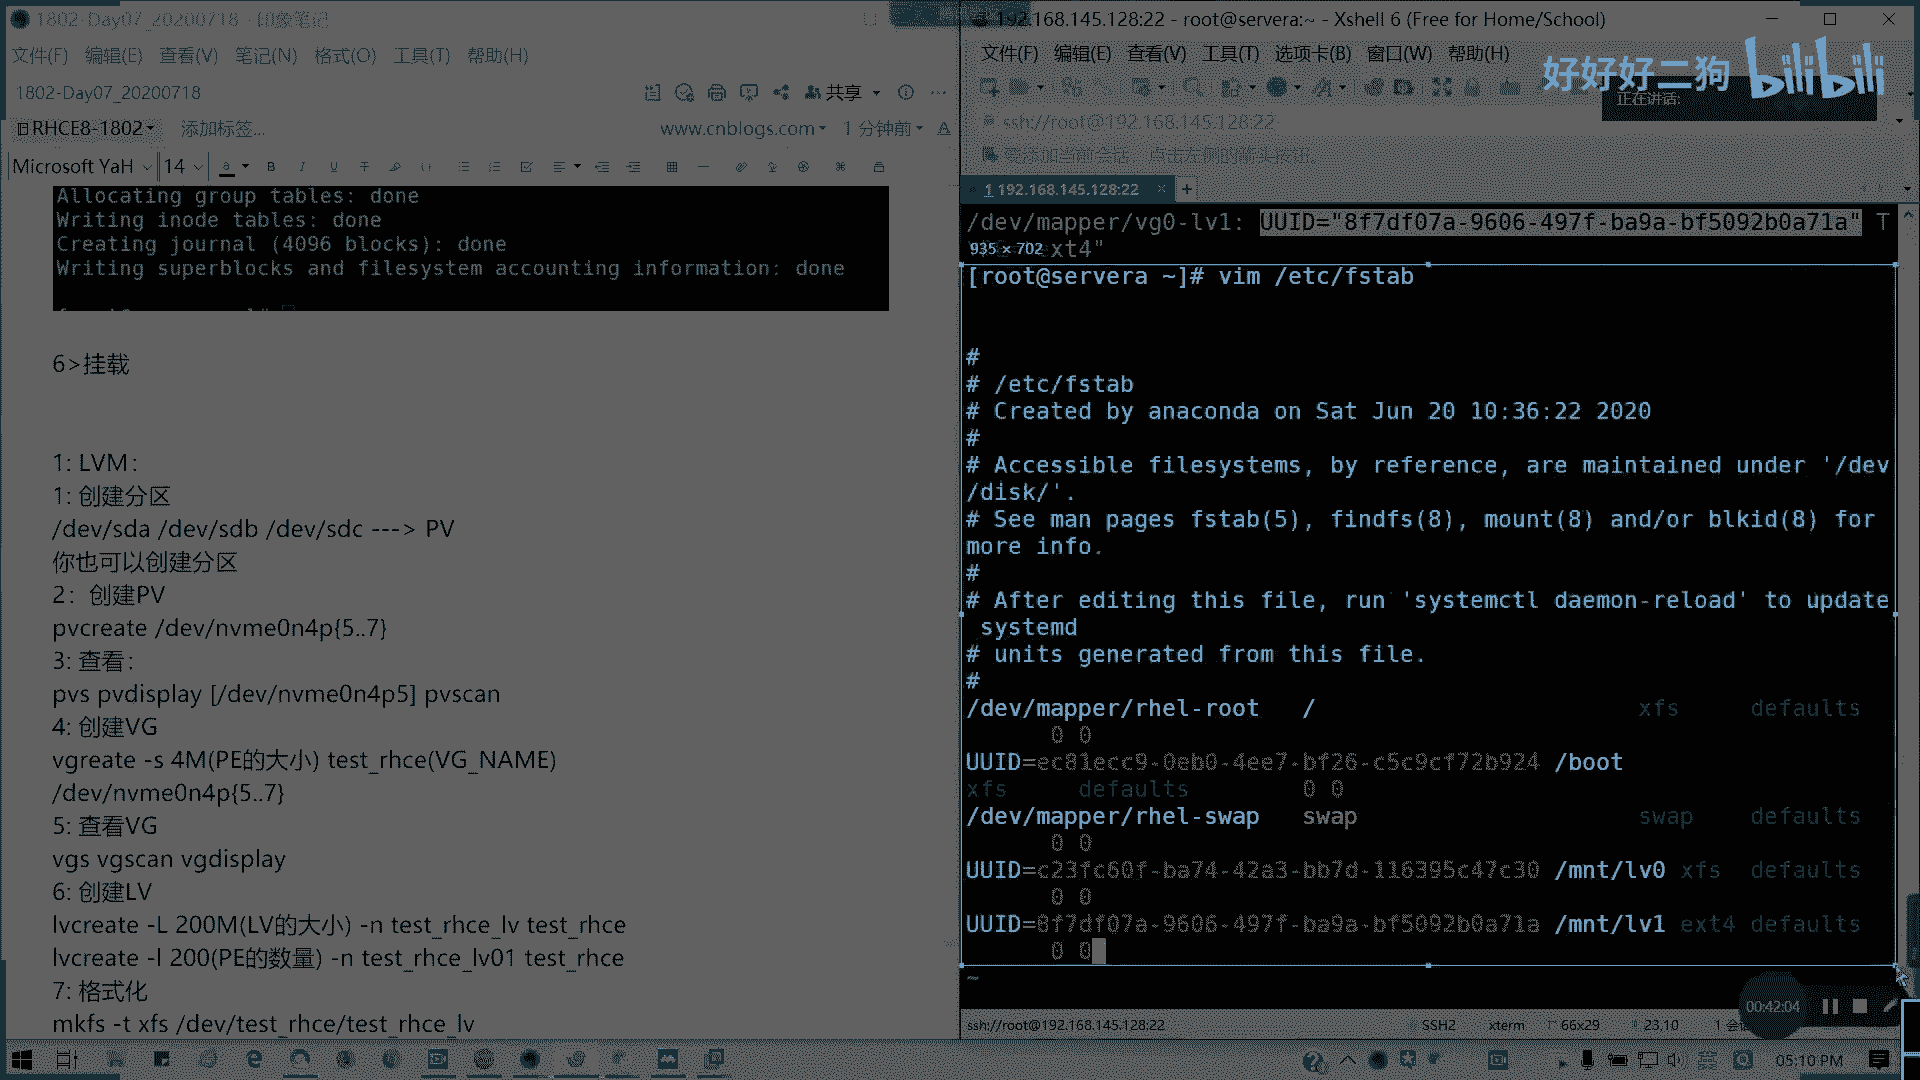 1802-Day07_20200718 - 印象笔记
文件(F) 编辑(E) 查看(V) 笔记(N) 格式(O) 工具(T) 帮助(H)
1802-Day07_20200718
共享
RHCE8-1802 添加标签...
www.cnblogs.com 1 分钟前
Microsoft YaH 14
Allocating group tables: done
Writing inode tables: done
Creating journal (4096 blocks): done
Writing superblocks and filesystem accounting information: done
6>挂载
1: LVM:
1: 创建分区
/dev/sda /dev/sdb /dev/sdc ---> PV
你也可以创建分区
2: 创建PV
pvcreate /dev/nvme0n4p{5..7}
3: 查看:
pvs pvdisplay [/dev/nvme0n4p5] pvscan
4: 创建VG
vgreate -s 4M(PE的大小) test_rhce(VG_NAME)
/dev/nvme0n4p{5..7}
5: 查看VG
vgs vgscan vgdisplay
6: 创建LV
lvcreate -L 200M(LV的大小) -n test_rhce_lv test_rhce
lvcreate -l 200(PE的数量) -n test_rhce_lv01 test_rhce
7: 格式化
mkfs -t xfs /dev/test_rhce/test_rhce_lv
192.168.145.128:22 - root@servera:~ - Xshell 6 (Free for Home/School)
文件(F) 编辑(E) 查看(V) 工具(T) 选项卡(B) 窗口(W) 帮助(H)
好好好二狗 bilibili
正在讲话:
ssh://root@192.168.145.128:22
要添加当前会话，点击左侧的箭头按钮。
1 192.168.145.128:22
/dev/mapper/vg0-lv1: UUID="8f7df07a-9606-497f-ba9a-bf5092b0a71a" T
935 × 702 ext4"
[root@servera ~]# vim /etc/fstab
#
# /etc/fstab
# Created by anaconda on Sat Jun 20 10:36:22 2020
#
# Accessible filesystems, by reference, are maintained under '/dev
/disk/'.
# See man pages fstab(5), findfs(8), mount(8) and/or blkid(8) for
more info.
#
# After editing this file, run 'systemctl daemon-reload' to update
systemd
# units generated from this file.
#
/dev/mapper/rhel-root / xfs defaults
0 0
UUID=ec81ecc9-0eb0-4ee7-bf26-c5c9cf72b924 /boot
xfs defaults 0 0
/dev/mapper/rhel-swap swap swap defaults
0 0
UUID=c23fc60f-ba74-42a3-bb7d-116395c47c30 /mnt/lv0 xfs defaults
0 0
UUID=8f7df07a-9606-497f-ba9a-bf5092b0a71a /mnt/lv1 ext4 defaults
0 0
~
00:42:04
ssh://root@192.168.145.128:22 SSH2 xterm 66x29 23,10
05:10 PM